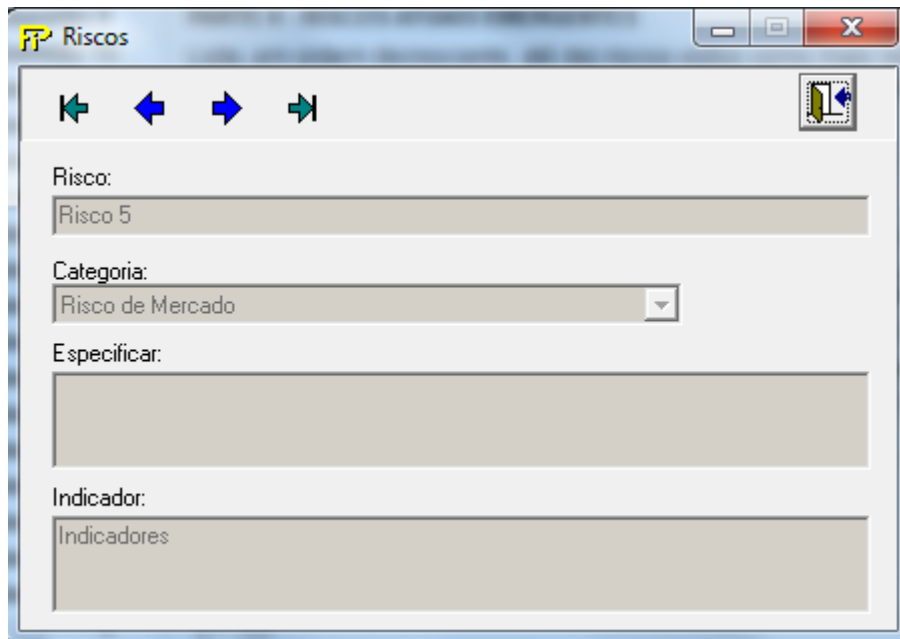 Riscos
Risco:
Risco 5
Categoria:
Risco de Mercado
Especificar:
Indicador:
Indicadores